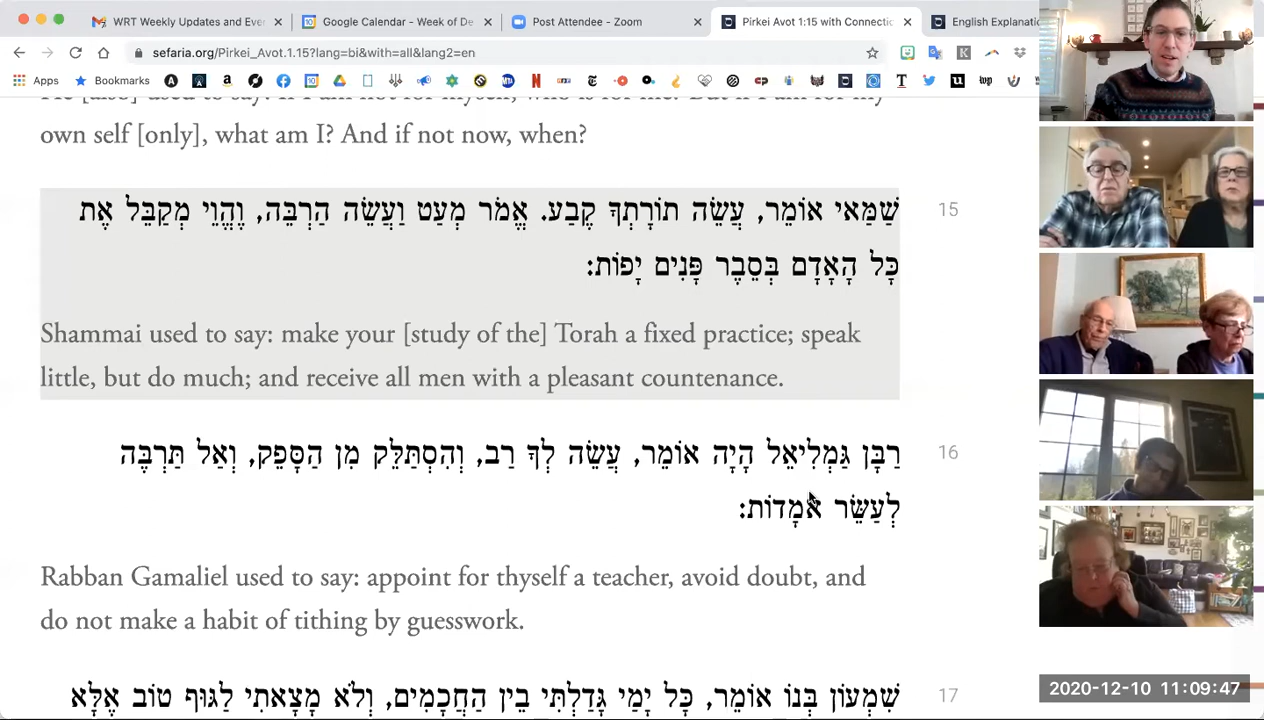 WRT Weekly Updates and Ever
Google Calendar - Week of De
Post Attendee - Zoom
Pirkei Avot 1:15 with Connectic
English Explanatio
sefaria.org/Pirkei_Avot.1.15?lang=bi&with=all&lang2=en
Apps
Bookmarks
own self [only], what am I? And if not now, when?
שַׁמַּאי אוֹמֵר, עֲשֵׂה תוֹרָתְךָ קֶבַע. אֱמֹר מְעַט וַעֲשֵׂה הַרְבֵּה, וֶהֱוֵי מְקַבֵּל אֶת
15
כָּל הָאָדָם בְּסֵבֶר פָּנִים יָפוֹת:
Shammai used to say: make your [study of the] Torah a fixed practice; speak
little, but do much; and receive all men with a pleasant countenance.
רַבָּן גַּמְלִיאֵל הָיָה אוֹמֵר, עֲשֵׂה לְךָ רַב, וְהִסְתַּלֵּק מִן הַסָּפֵק, וְאַל תַּרְבֶּה
16
לְעַשֵּׂר אֹמָדוֹת:
Rabban Gamaliel used to say: appoint for thyself a teacher, avoid doubt, and
do not make a habit of tithing by guesswork.
שִׁמְעוֹן בְּנוֹ אוֹמֵר, כָּל יָמַי גָּדַלְתִּי בֵין הַחֲכָמִים, וְלֹא מָצָאתִי לַגּוּף טוֹב אֶלָּא
17
2020-12-10 11:09:47